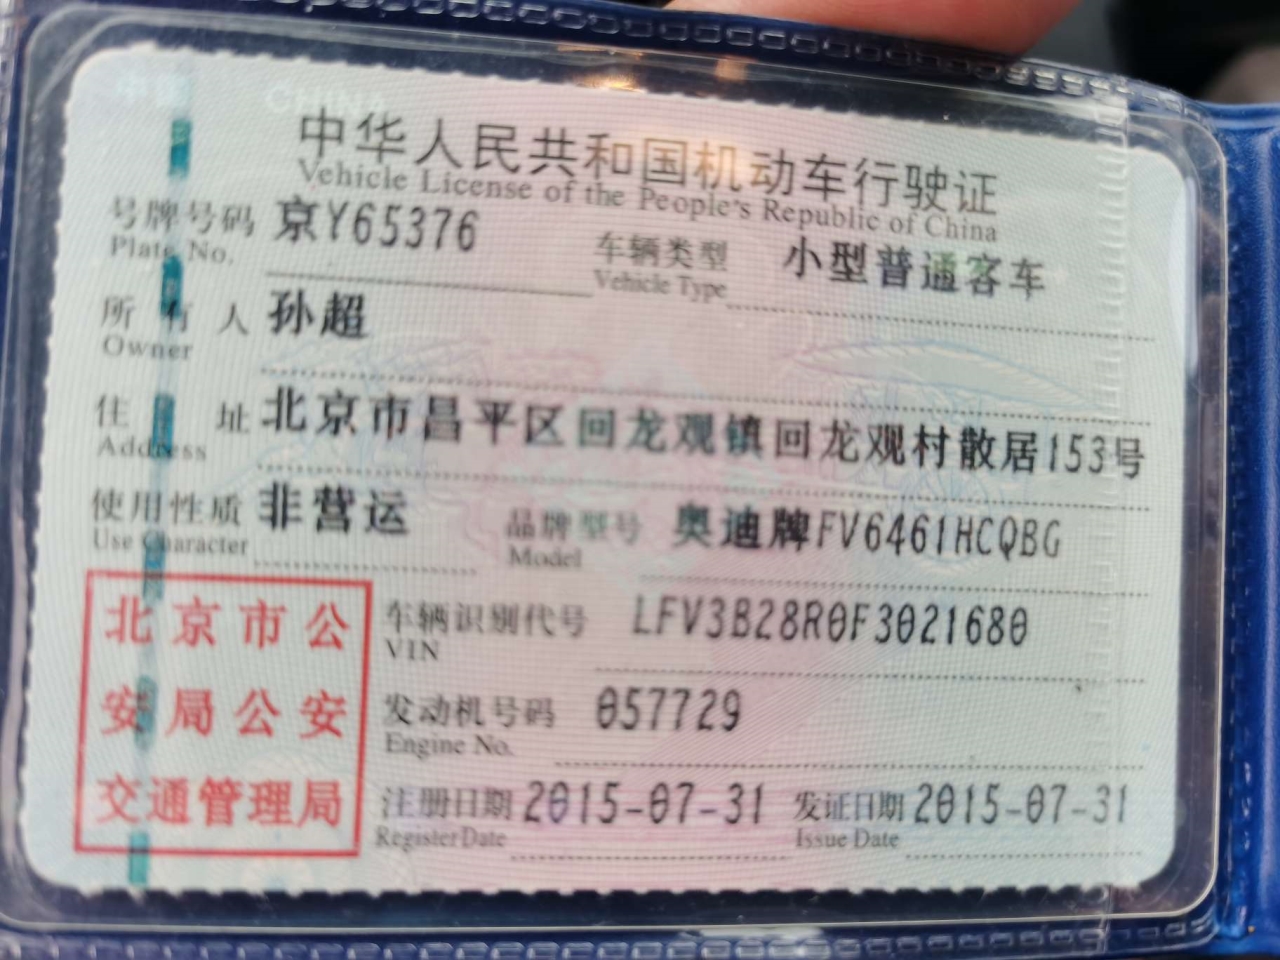 中华人民共和国机动车行驶证
Vehicle License of the People's Republic of China
号牌号码 京Y65376 车辆类型 小型普通客车
Plate No. Vehicle Type
所有人 孙超
Owner
住址 北京市昌平区回龙观镇回龙观村散居153号
Address
使用性质 非营运 品牌型号 奥迪牌FV6461HCQBG
Use Character Model
北京市公
安局公安
交通管理局
车辆识别代号 LFV3B28R0F3021680
VIN
发动机号码 057729
Engine No.
注册日期 2015-07-31 发证日期 2015-07-31
Register Date Issue Date